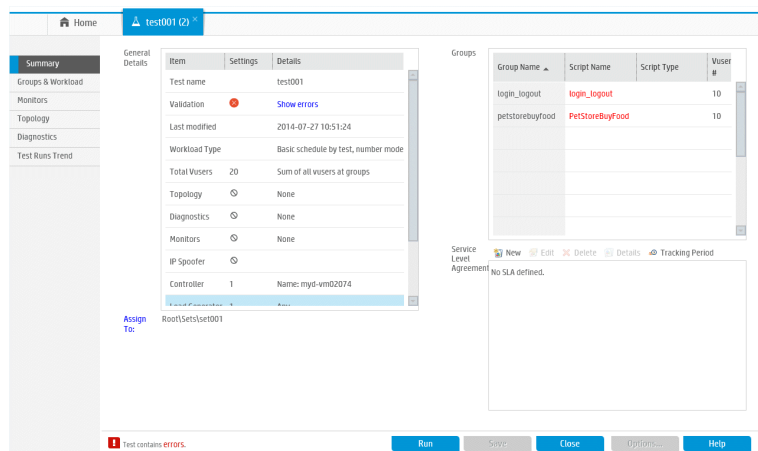 Home
test001 (2) ×
Summary
Groups & Workload
Monitors
Topology
Diagnostics
Test Runs Trend
General Details
Item Settings Details
Test name test001
Validation Show errors
Last modified 2014-07-27 10:51:24
Workload Type Basic schedule by test, number mode
Total Vusers 20 Sum of all vusers at groups
Topology None
Diagnostics None
Monitors None
IP Spoofer
Controller 1 Name: myd-vm02074
Load Generator 1 Any
Assign To: Root\Sets\set001
Groups
Group Name Script Name Script Type Vuser #
login_logout login_logout 10
petstorebuyfood PetStoreBuyFood 10
Service Level Agreement
New Edit Delete Details Tracking Period
No SLA defined.
Test contains errors.
Run Save Close Options... Help